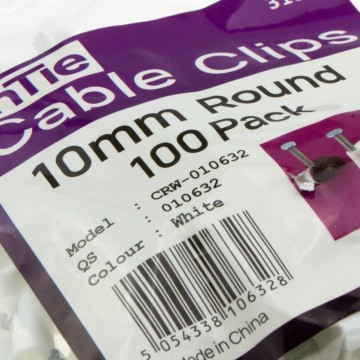 Cable Clips
10mm Round
100 Pack
Model : CRW-010632
QS : 010632
Colour : White
5 054338 106328
Made in China